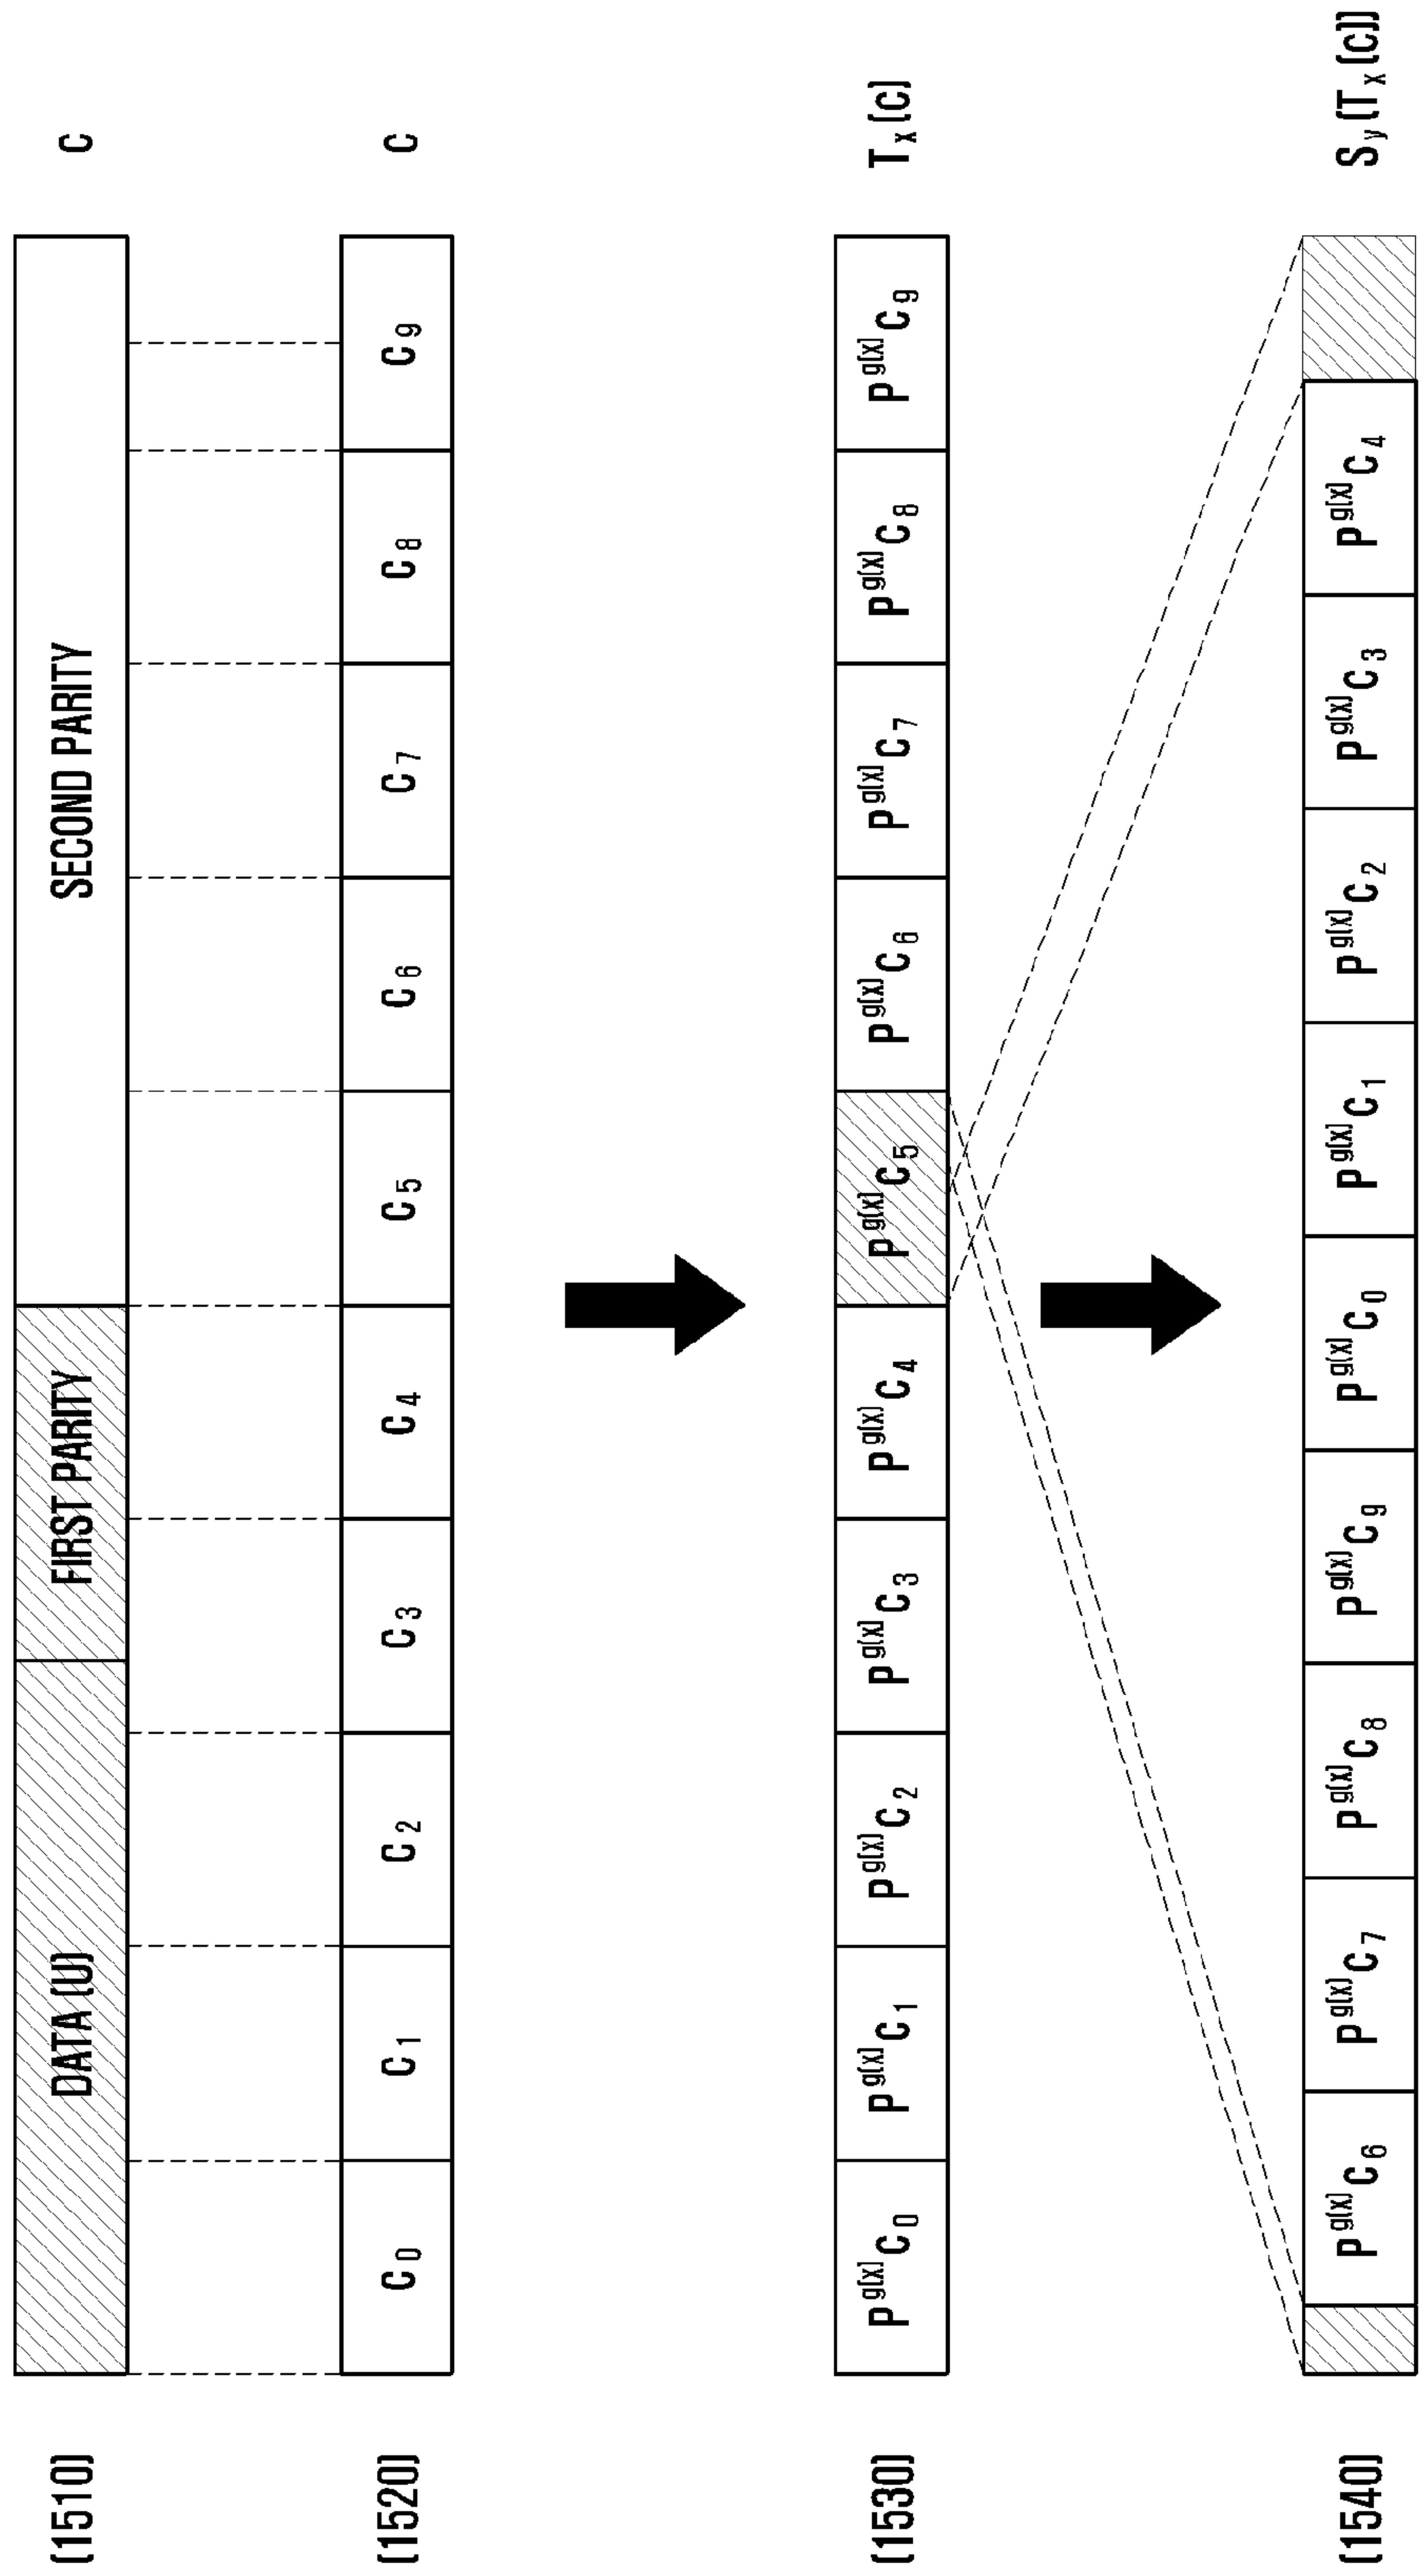 (1510) DATA (U) FIRST PARITY SECOND PARITY C
(1520) C0 C1 C2 C3 C4 C5 C6 C7 C8 C9 C
(1530) Pg(x)C0 Pg(x)C1 Pg(x)C2 Pg(x)C3 Pg(x)C4 Pg(x)C5 Pg(x)C6 Pg(x)C7 Pg(x)C8 Pg(x)C9 Tx(C)
(1540) Pg(x)C6 Pg(x)C7 Pg(x)C8 Pg(x)C9 Pg(x)C0 Pg(x)C1 Pg(x)C2 Pg(x)C3 Pg(x)C4 Sy(Tx(C))